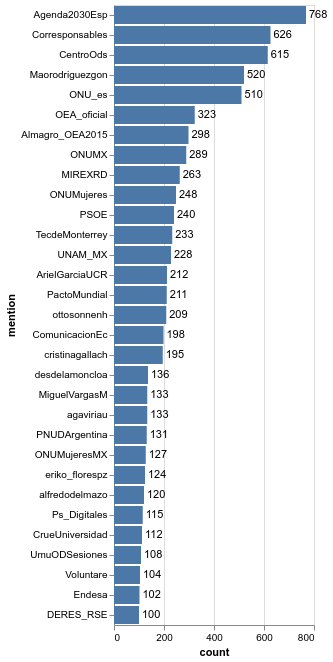 Agenda2030Esp 768
Corresponsables 626
CentroOds 615
Maorodriguezgon 520
ONU_es 510
OEA_oficial 323
Almagro_OEA2015 298
ONUMX 289
MIREXRD 263
ONUMujeres 248
PSOE 240
TecdeMonterrey 233
UNAM_MX 228
ArielGarciaUCR 212
PactoMundial 211
ottosonnenh 209
ComunicacionEc 198
cristinagallach 195
desdelamoncloa 136
MiguelVargasM 133
agaviriau 133
PNUDArgentina 131
ONUMujeresMX 127
eriko_florespz 124
alfredodelmazo 120
Ps_Digitales 115
CrueUniversidad 112
UmuODSesiones 108
Voluntare 104
Endesa 102
DERES_RSE 100
mention
0 200 400 600 800
count